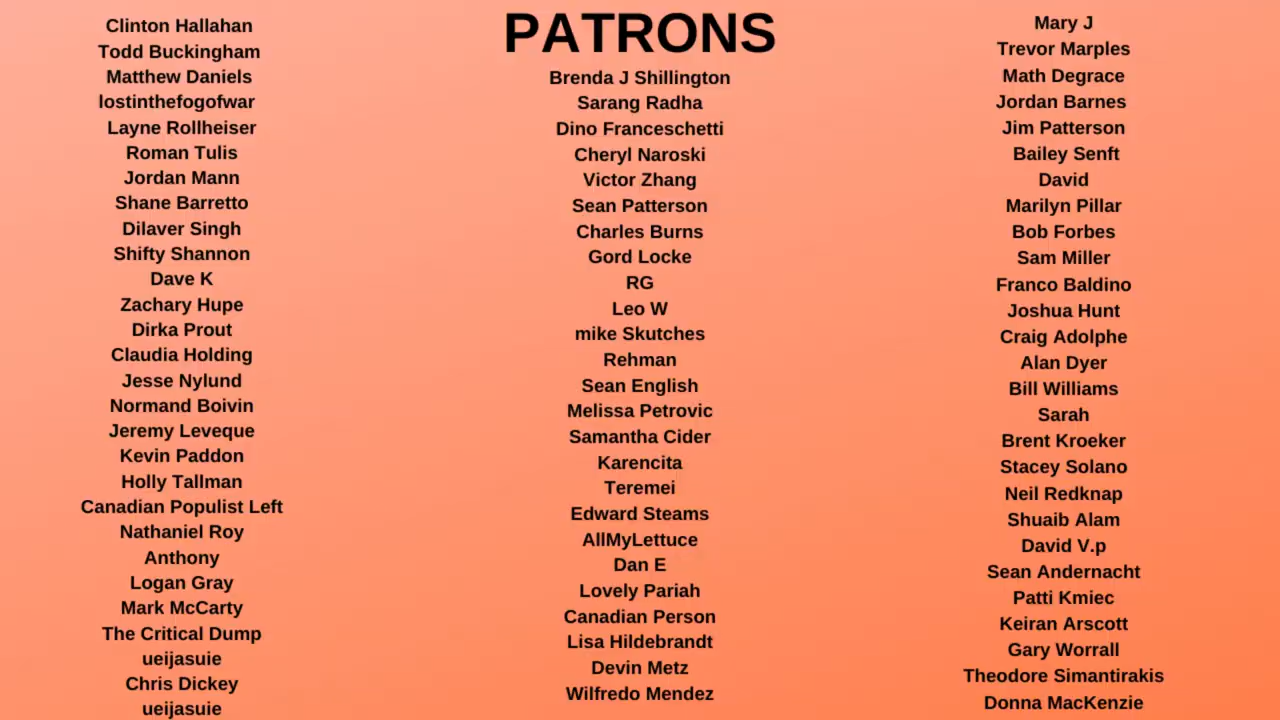 PATRONS
Clinton Hallahan
Todd Buckingham
Matthew Daniels
lostinthefogofwar
Layne Rollheiser
Roman Tulis
Jordan Mann
Shane Barretto
Dilaver Singh
Shifty Shannon
Dave K
Zachary Hupe
Dirka Prout
Claudia Holding
Jesse Nylund
Normand Boivin
Jeremy Leveque
Kevin Paddon
Holly Tallman
Canadian Populist Left
Nathaniel Roy
Anthony
Logan Gray
Mark McCarty
The Critical Dump
ueijasuie
Chris Dickey
ueijasuie
Brenda J Shillington
Sarang Radha
Dino Franceschetti
Cheryl Naroski
Victor Zhang
Sean Patterson
Charles Burns
Gord Locke
RG
Leo W
mike Skutches
Rehman
Sean English
Melissa Petrovic
Samantha Cider
Karencita
Teremei
Edward Steams
AllMyLettuce
Dan E
Lovely Pariah
Canadian Person
Lisa Hildebrandt
Devin Metz
Wilfredo Mendez
Mary J
Trevor Marples
Math Degrace
Jordan Barnes
Jim Patterson
Bailey Senft
David
Marilyn Pillar
Bob Forbes
Sam Miller
Franco Baldino
Joshua Hunt
Craig Adolphe
Alan Dyer
Bill Williams
Sarah
Brent Kroeker
Stacey Solano
Neil Redknap
Shuaib Alam
David V.p
Sean Andernacht
Patti Kmiec
Keiran Arscott
Gary Worrall
Theodore Simantirakis
Donna MacKenzie